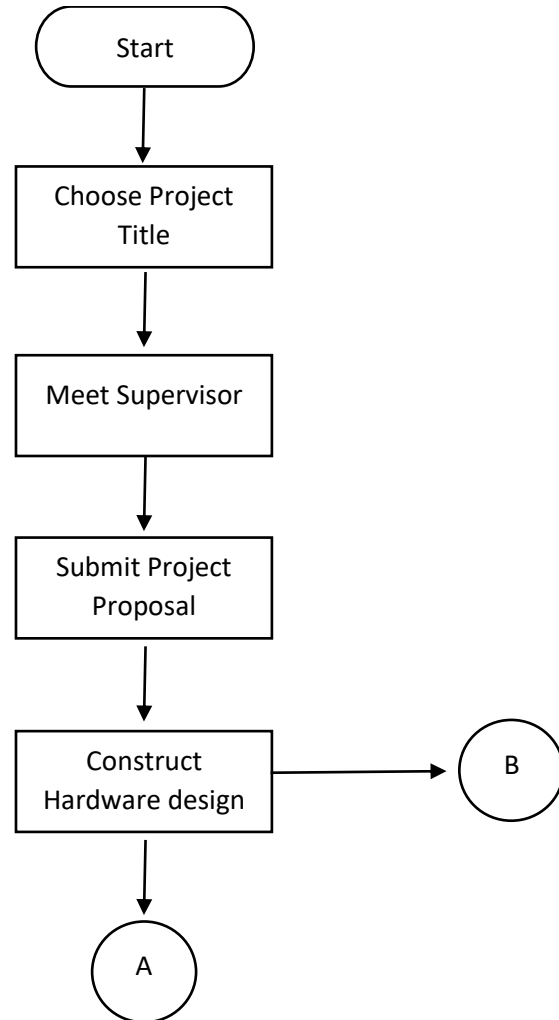 Start
Choose Project
Title
Meet Supervisor
Submit Project
Proposal
Construct
Hardware design
B
A